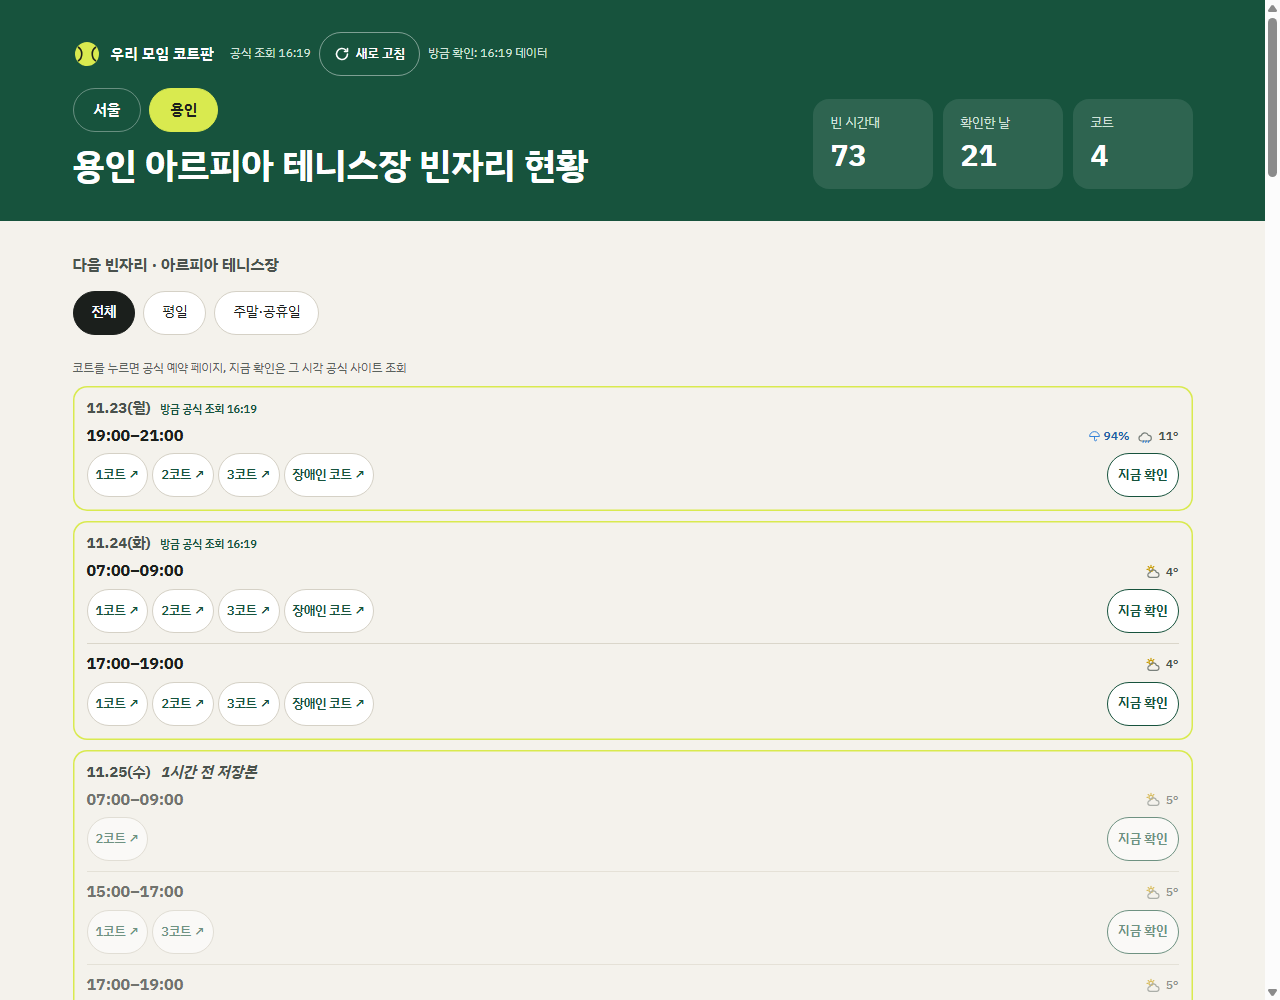 우리 모임 코트판 공식 조회 16:19 새로 고침 방금 확인: 16:19 데이터
서울 용인
용인 아르피아 테니스장 빈자리 현황
빈 시간대 확인한 날 코트
73 21 4
다음 빈자리 · 아르피아 테니스장
전체 평일 주말·공휴일
코트를 누르면 공식 예약 페이지, 지금 확인은 그 시각 공식 사이트 조회
11.23(월) 방금 공식 조회 16:19
19:00–21:00 94% 11°
1코트 ↗ 2코트 ↗ 3코트 ↗ 장애인 코트 ↗ 지금 확인
11.24(화) 방금 공식 조회 16:19
07:00–09:00 4°
1코트 ↗ 2코트 ↗ 3코트 ↗ 장애인 코트 ↗ 지금 확인
17:00–19:00 4°
1코트 ↗ 2코트 ↗ 3코트 ↗ 장애인 코트 ↗ 지금 확인
11.25(수) 1시간 전 저장본
07:00–09:00 5°
2코트 ↗ 지금 확인
15:00–17:00 5°
1코트 ↗ 3코트 ↗ 지금 확인
17:00–19:00 5°